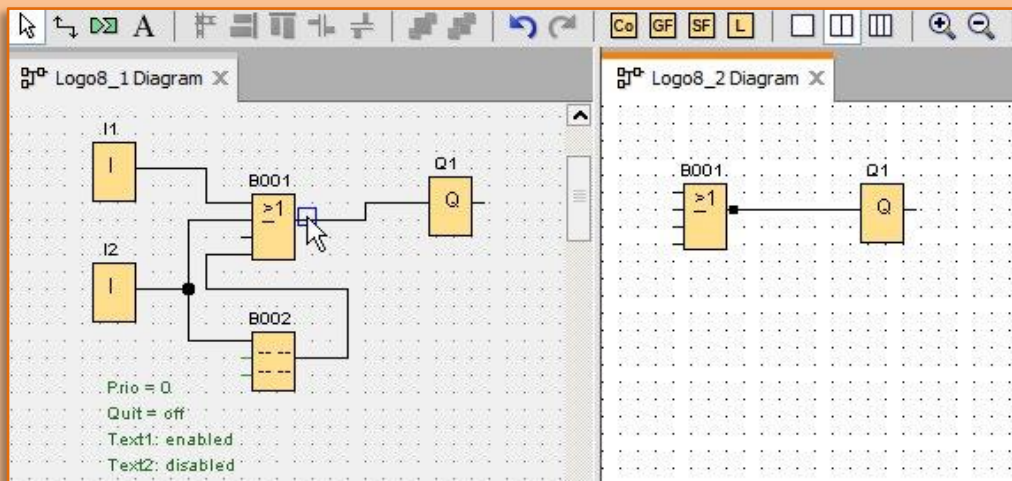 A Co GF SF L
Logo8_1 Diagram
Logo8_2 Diagram
I1
I
B001
>1
Q1
Q
I2
I
B002
Prio = 0
Quit = off
Text1: enabled
Text2: disabled
B001
>1
Q1
Q